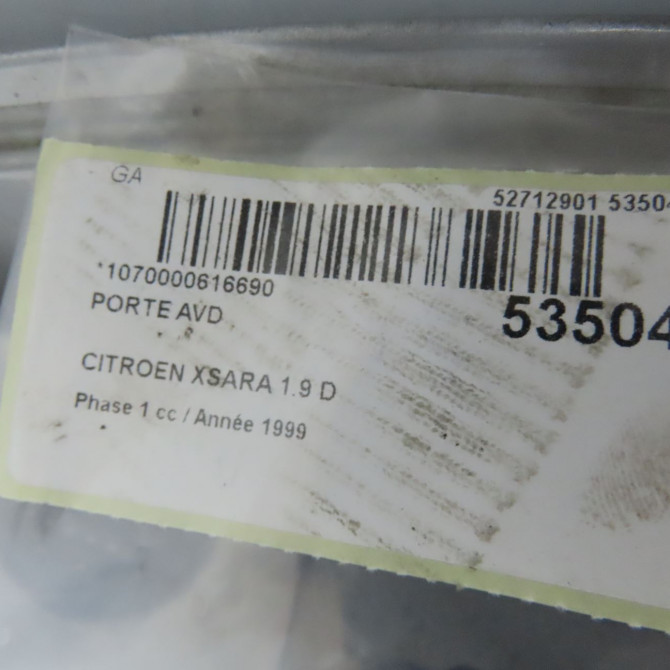 GA
52712901 53504
*1070000616690
53504
PORTE AVD
CITROEN XSARA 1.9 D
Phase 1 cc / Année 1999